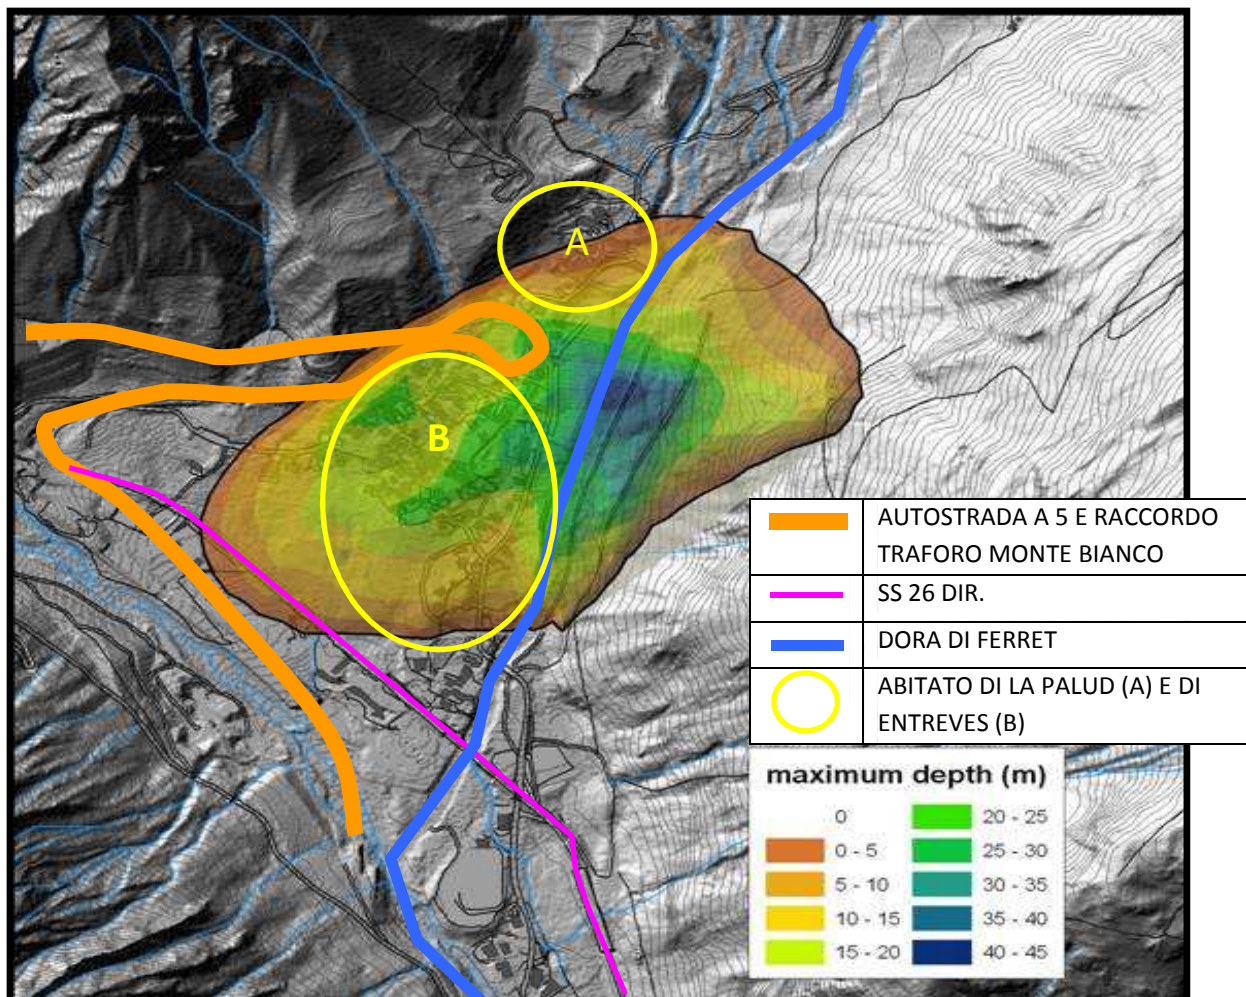 A
B
AUTOSTRADA A 5 E RACCORDO
TRAFORO MONTE BIANCO
SS 26 DIR.
DORA DI FERRET
ABITATO DI LA PALUD (A) E DI
ENTREVES (B)
maximum depth (m)
0
0 - 5
5 - 10
10 - 15
15 - 20
20 - 25
25 - 30
30 - 35
35 - 40
40 - 45